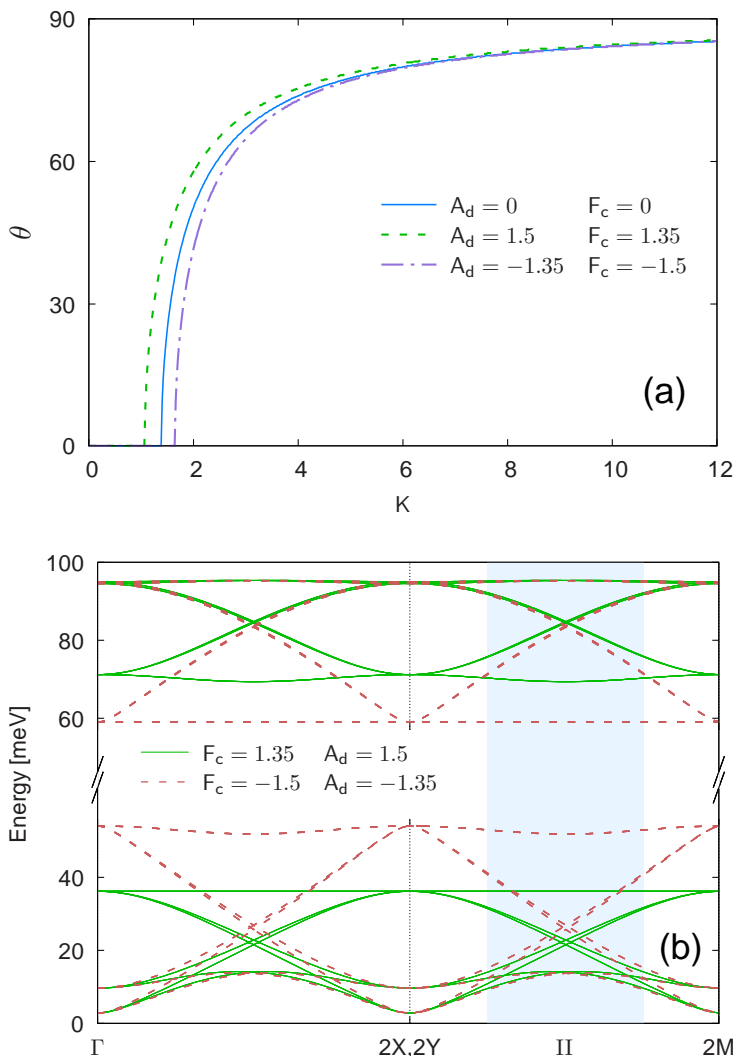 90
60
30
0
θ
A_d = 0 F_c = 0
A_d = 1.5 F_c = 1.35
A_d = −1.35 F_c = −1.5
(a)
0 2 4 6 8 10 12
K
100
80
60
40
20
0
Energy [meV]
F_c = 1.35 A_d = 1.5
F_c = −1.5 A_d = −1.35
(b)
Γ 2X,2Y Π 2M